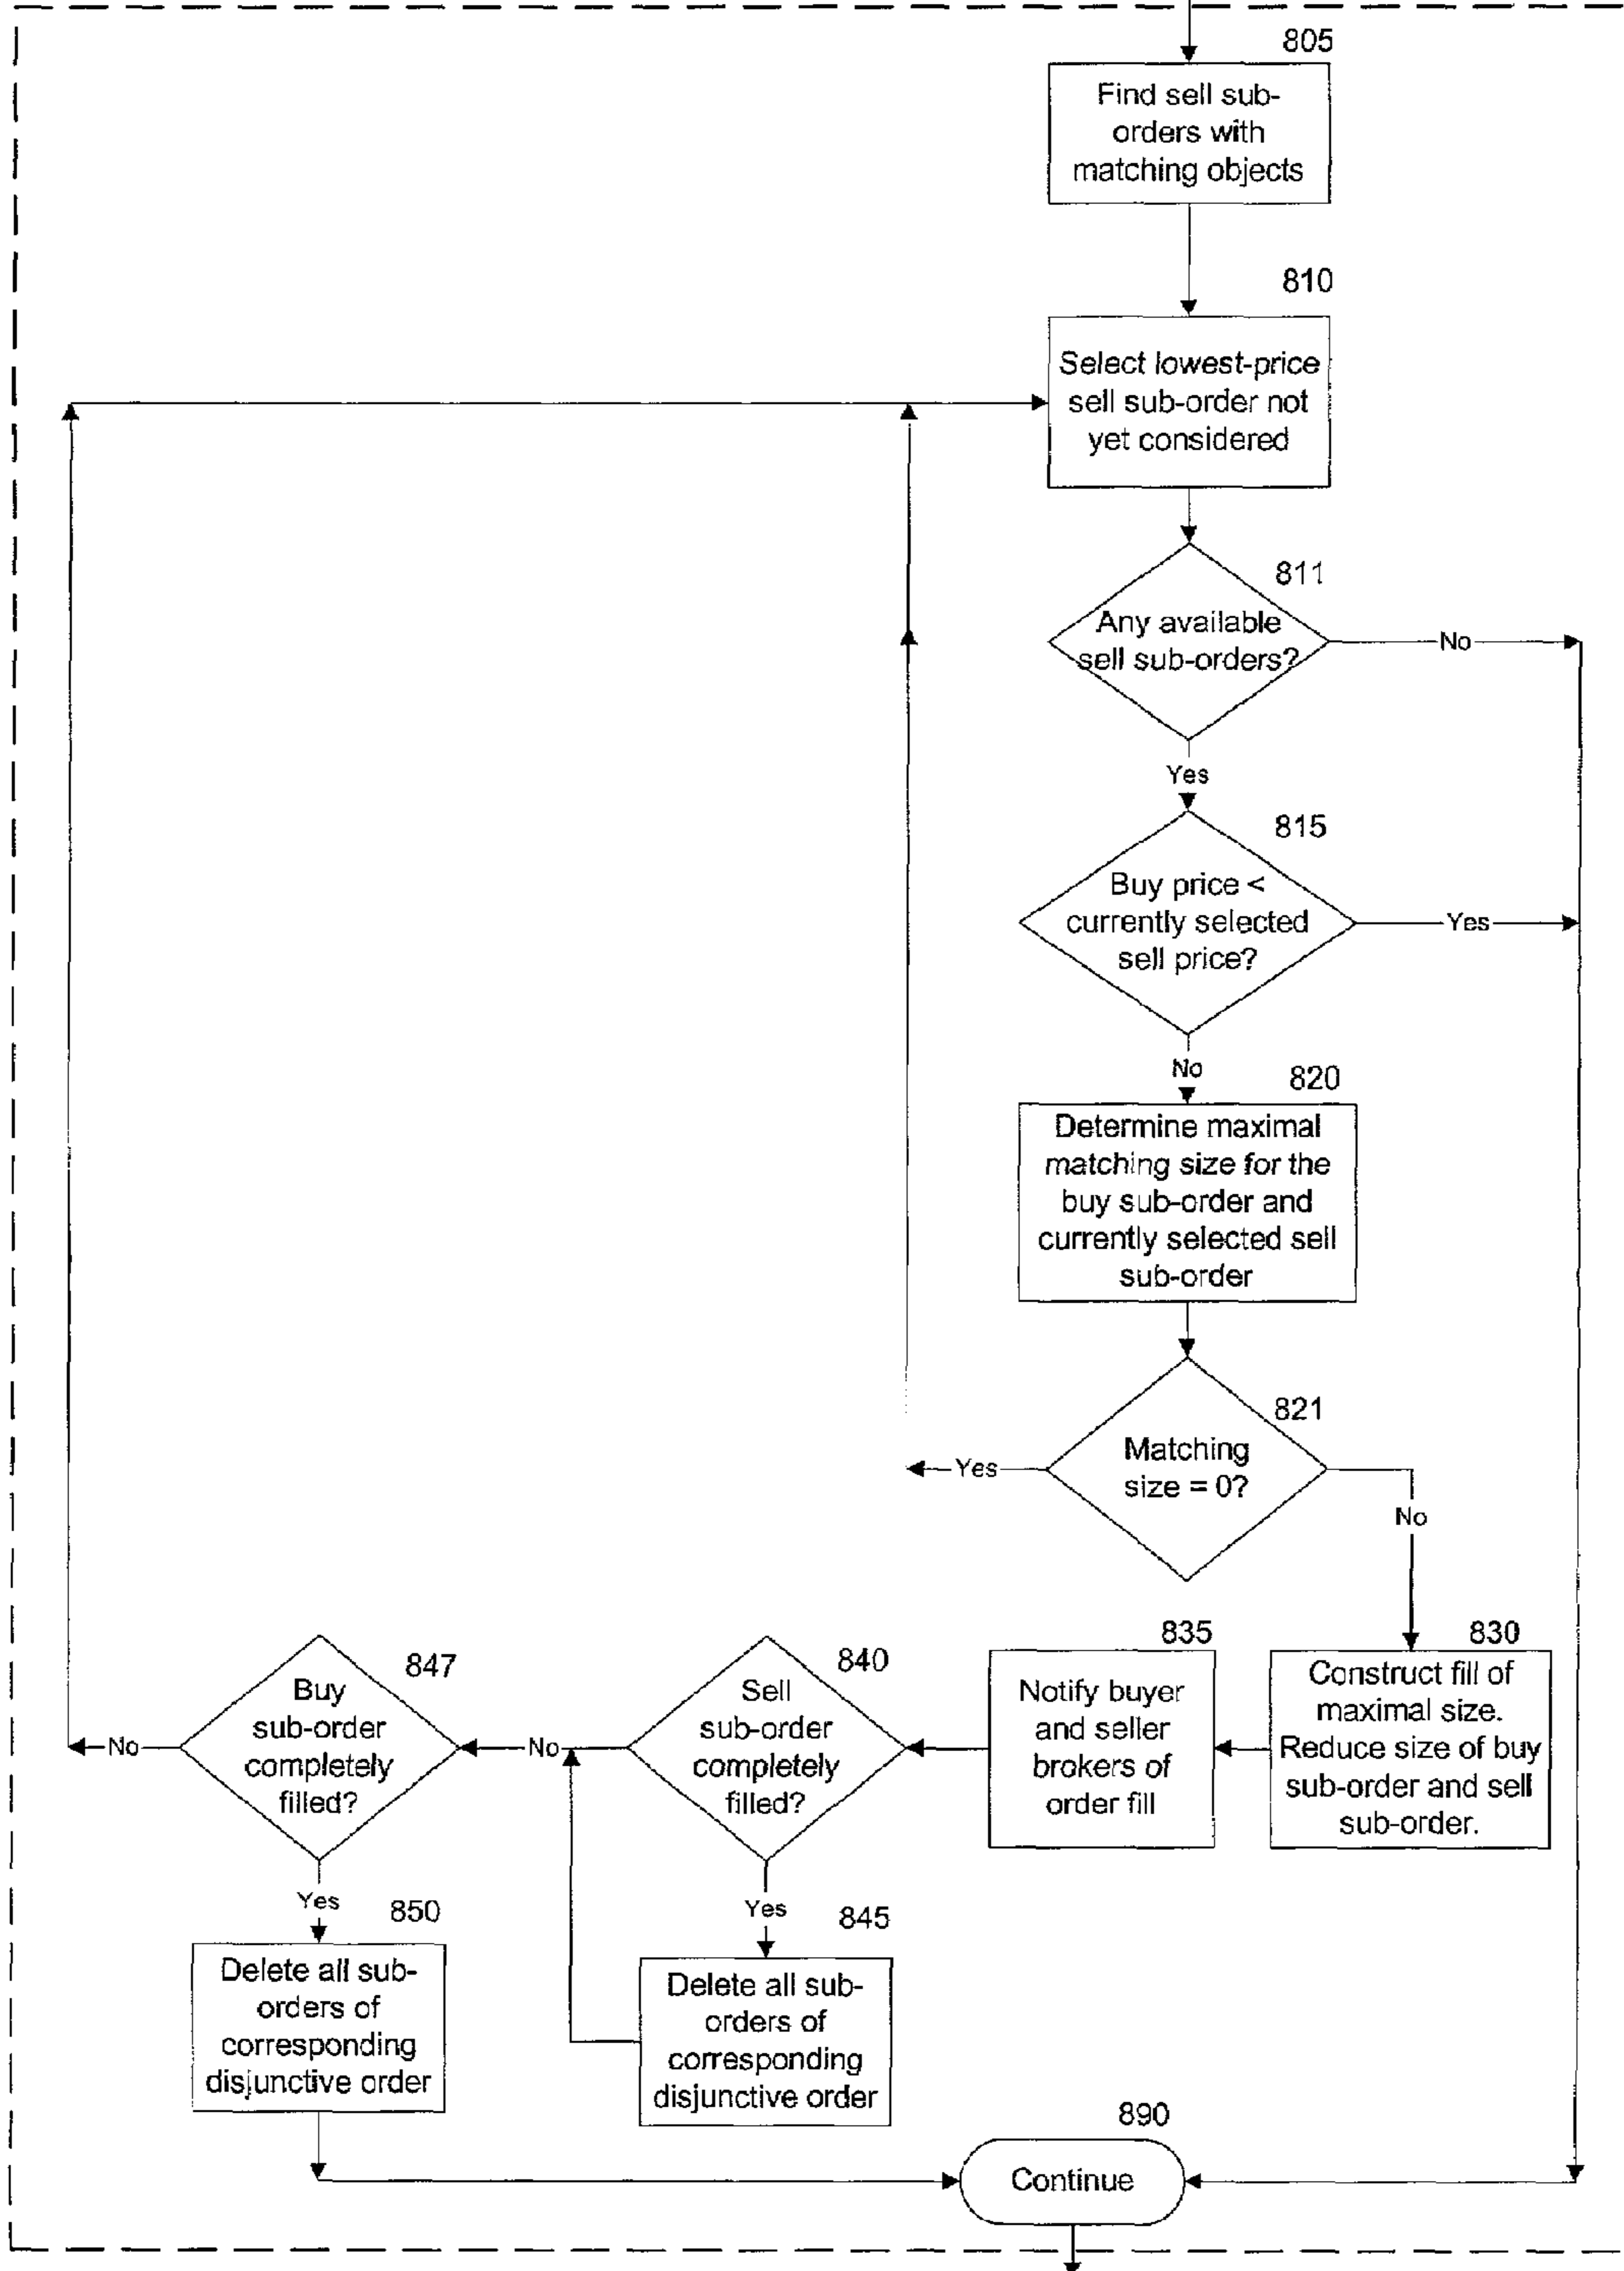 805
Find sell sub-
orders with
matching objects
810
Select lowest-price
sell sub-order not
yet considered
811
Any available
sell sub-orders?
No
Yes
815
Buy price <
currently selected
sell price?
Yes
No
820
Determine maximal
matching size for the
buy sub-order and
currently selected sell
sub-order
821
Matching
size = 0?
Yes
No
830
Construct fill of
maximal size.
Reduce size of buy
sub-order and sell
sub-order.
835
Notify buyer
and seller
brokers of
order fill
840
Sell
sub-order
completely
filled?
No
Yes
845
Delete all sub-
orders of
corresponding
disjunctive order
847
Buy
sub-order
completely
filled?
No
Yes
850
Delete all sub-
orders of
corresponding
disjunctive order
890
Continue